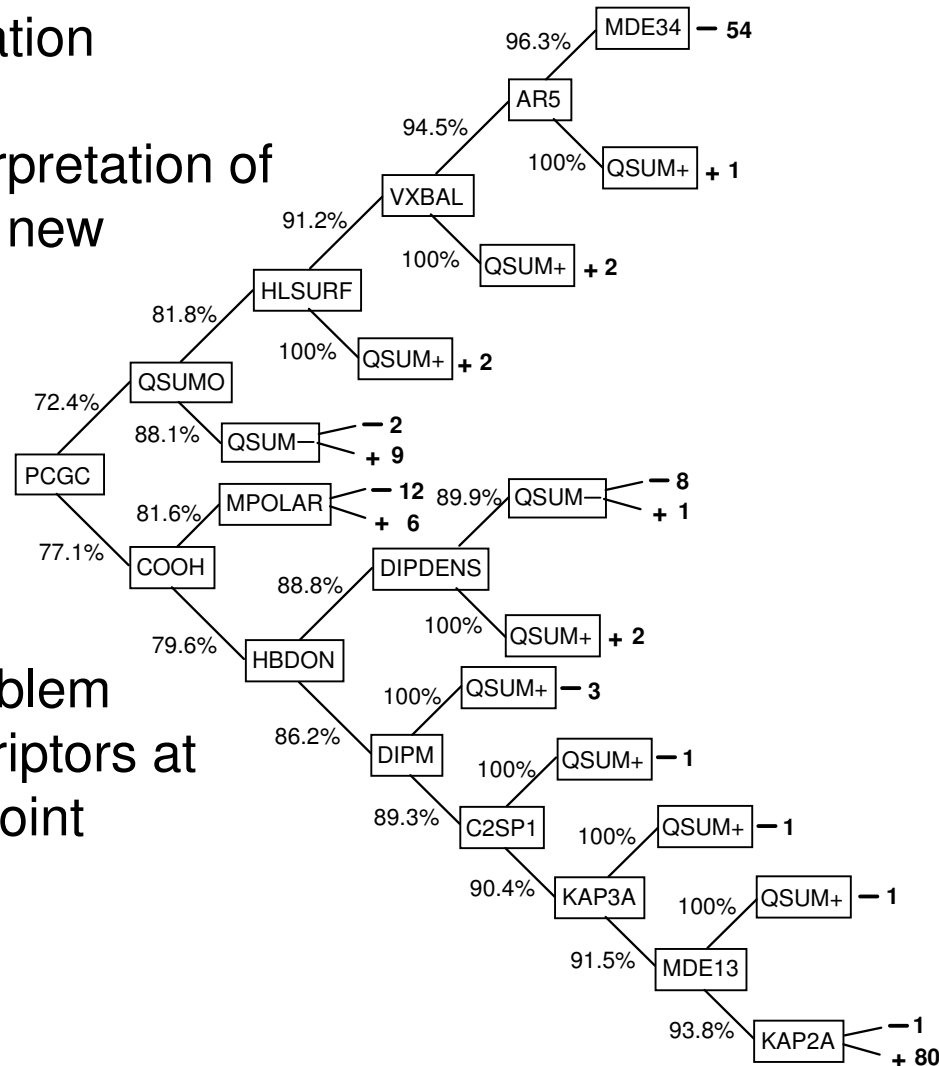 ation
rpretation of
new
blem
riptors at
oint
MDE34 − 54
96.3%
AR5
94.5%
100% QSUM+ + 1
VXBAL
91.2%
100% QSUM+ + 2
HLSURF
81.8%
100% QSUM+ + 2
QSUMO
72.4%
88.1% QSUM− − 2
+ 9
PCGC
81.6% MPOLAR − 12
+ 6
77.1%
COOH
89.9% QSUM− − 8
+ 1
88.8% DIPDENS
100% QSUM+ + 2
79.6%
HBDON
100% QSUM+ − 3
86.2%
DIPM
100% QSUM+ − 1
89.3%
C2SP1
100% QSUM+ − 1
90.4%
KAP3A
100% QSUM+ − 1
91.5%
MDE13
93.8%
KAP2A − 1
+ 80